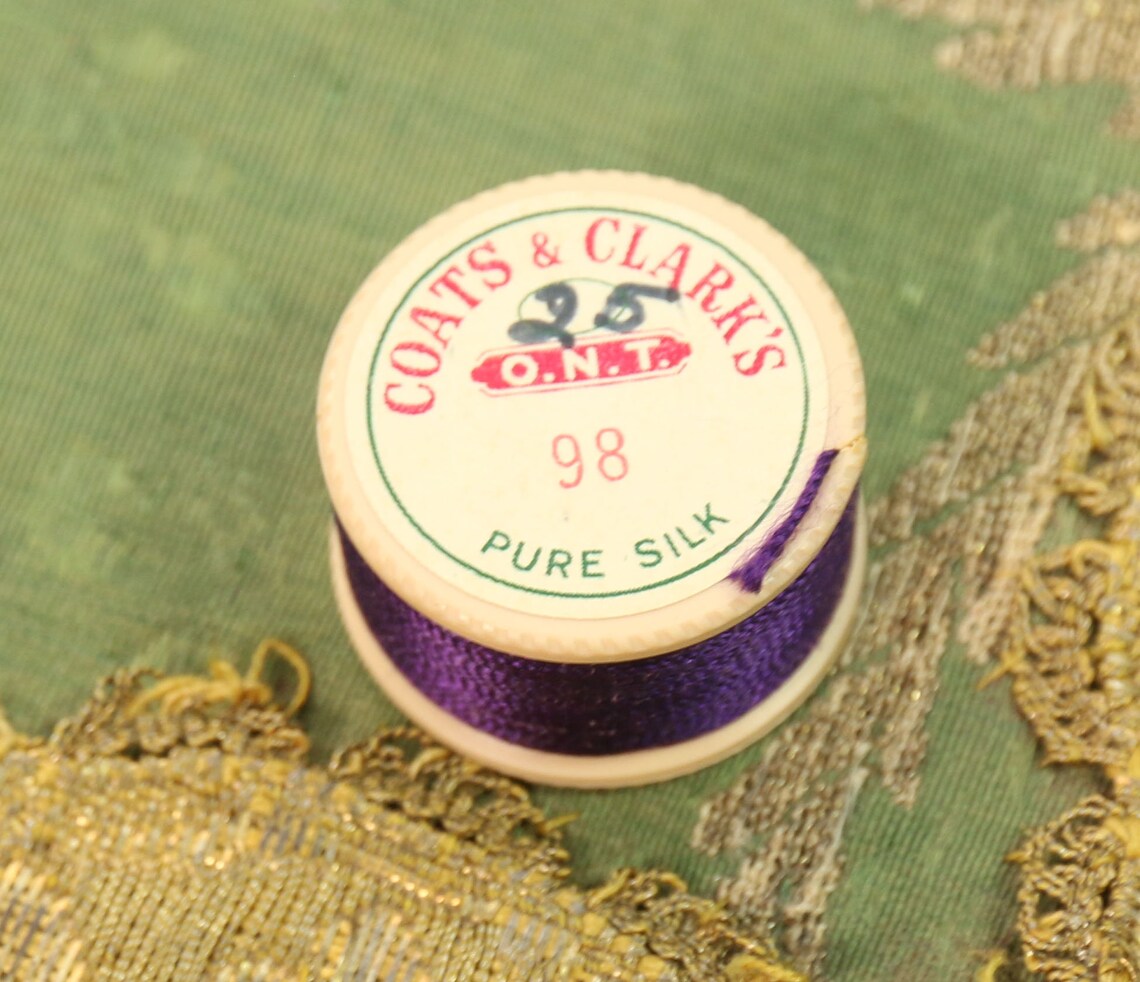 COATS & CLARK'S
25
O.N.T.
98
PURE SILK